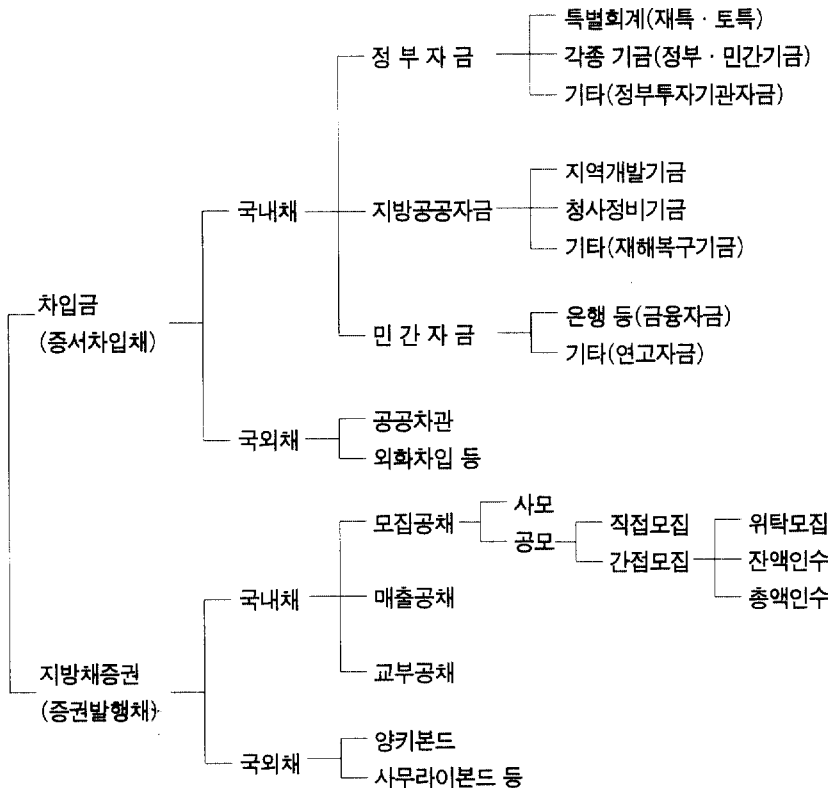 특별회계(재특 · 토특)
정 부 자 금
각종 기금(정부 · 민간기금)
기타(정부투자기관자금)
지역개발기금
국내채
지방공공자금
청사정비기금
기타(재해복구기금)
차입금
(증서차입채)
민 간 자 금
은행 등(금융자금)
기타(연고자금)
국외채
공공차관
외화차입 등
모집공채
사모
공모
직접모집
간접모집
위탁모집
잔액인수
총액인수
국내채
매출공채
교부공채
지방채증권
(증권발행채)
국외채
양키본드
사무라이본드 등